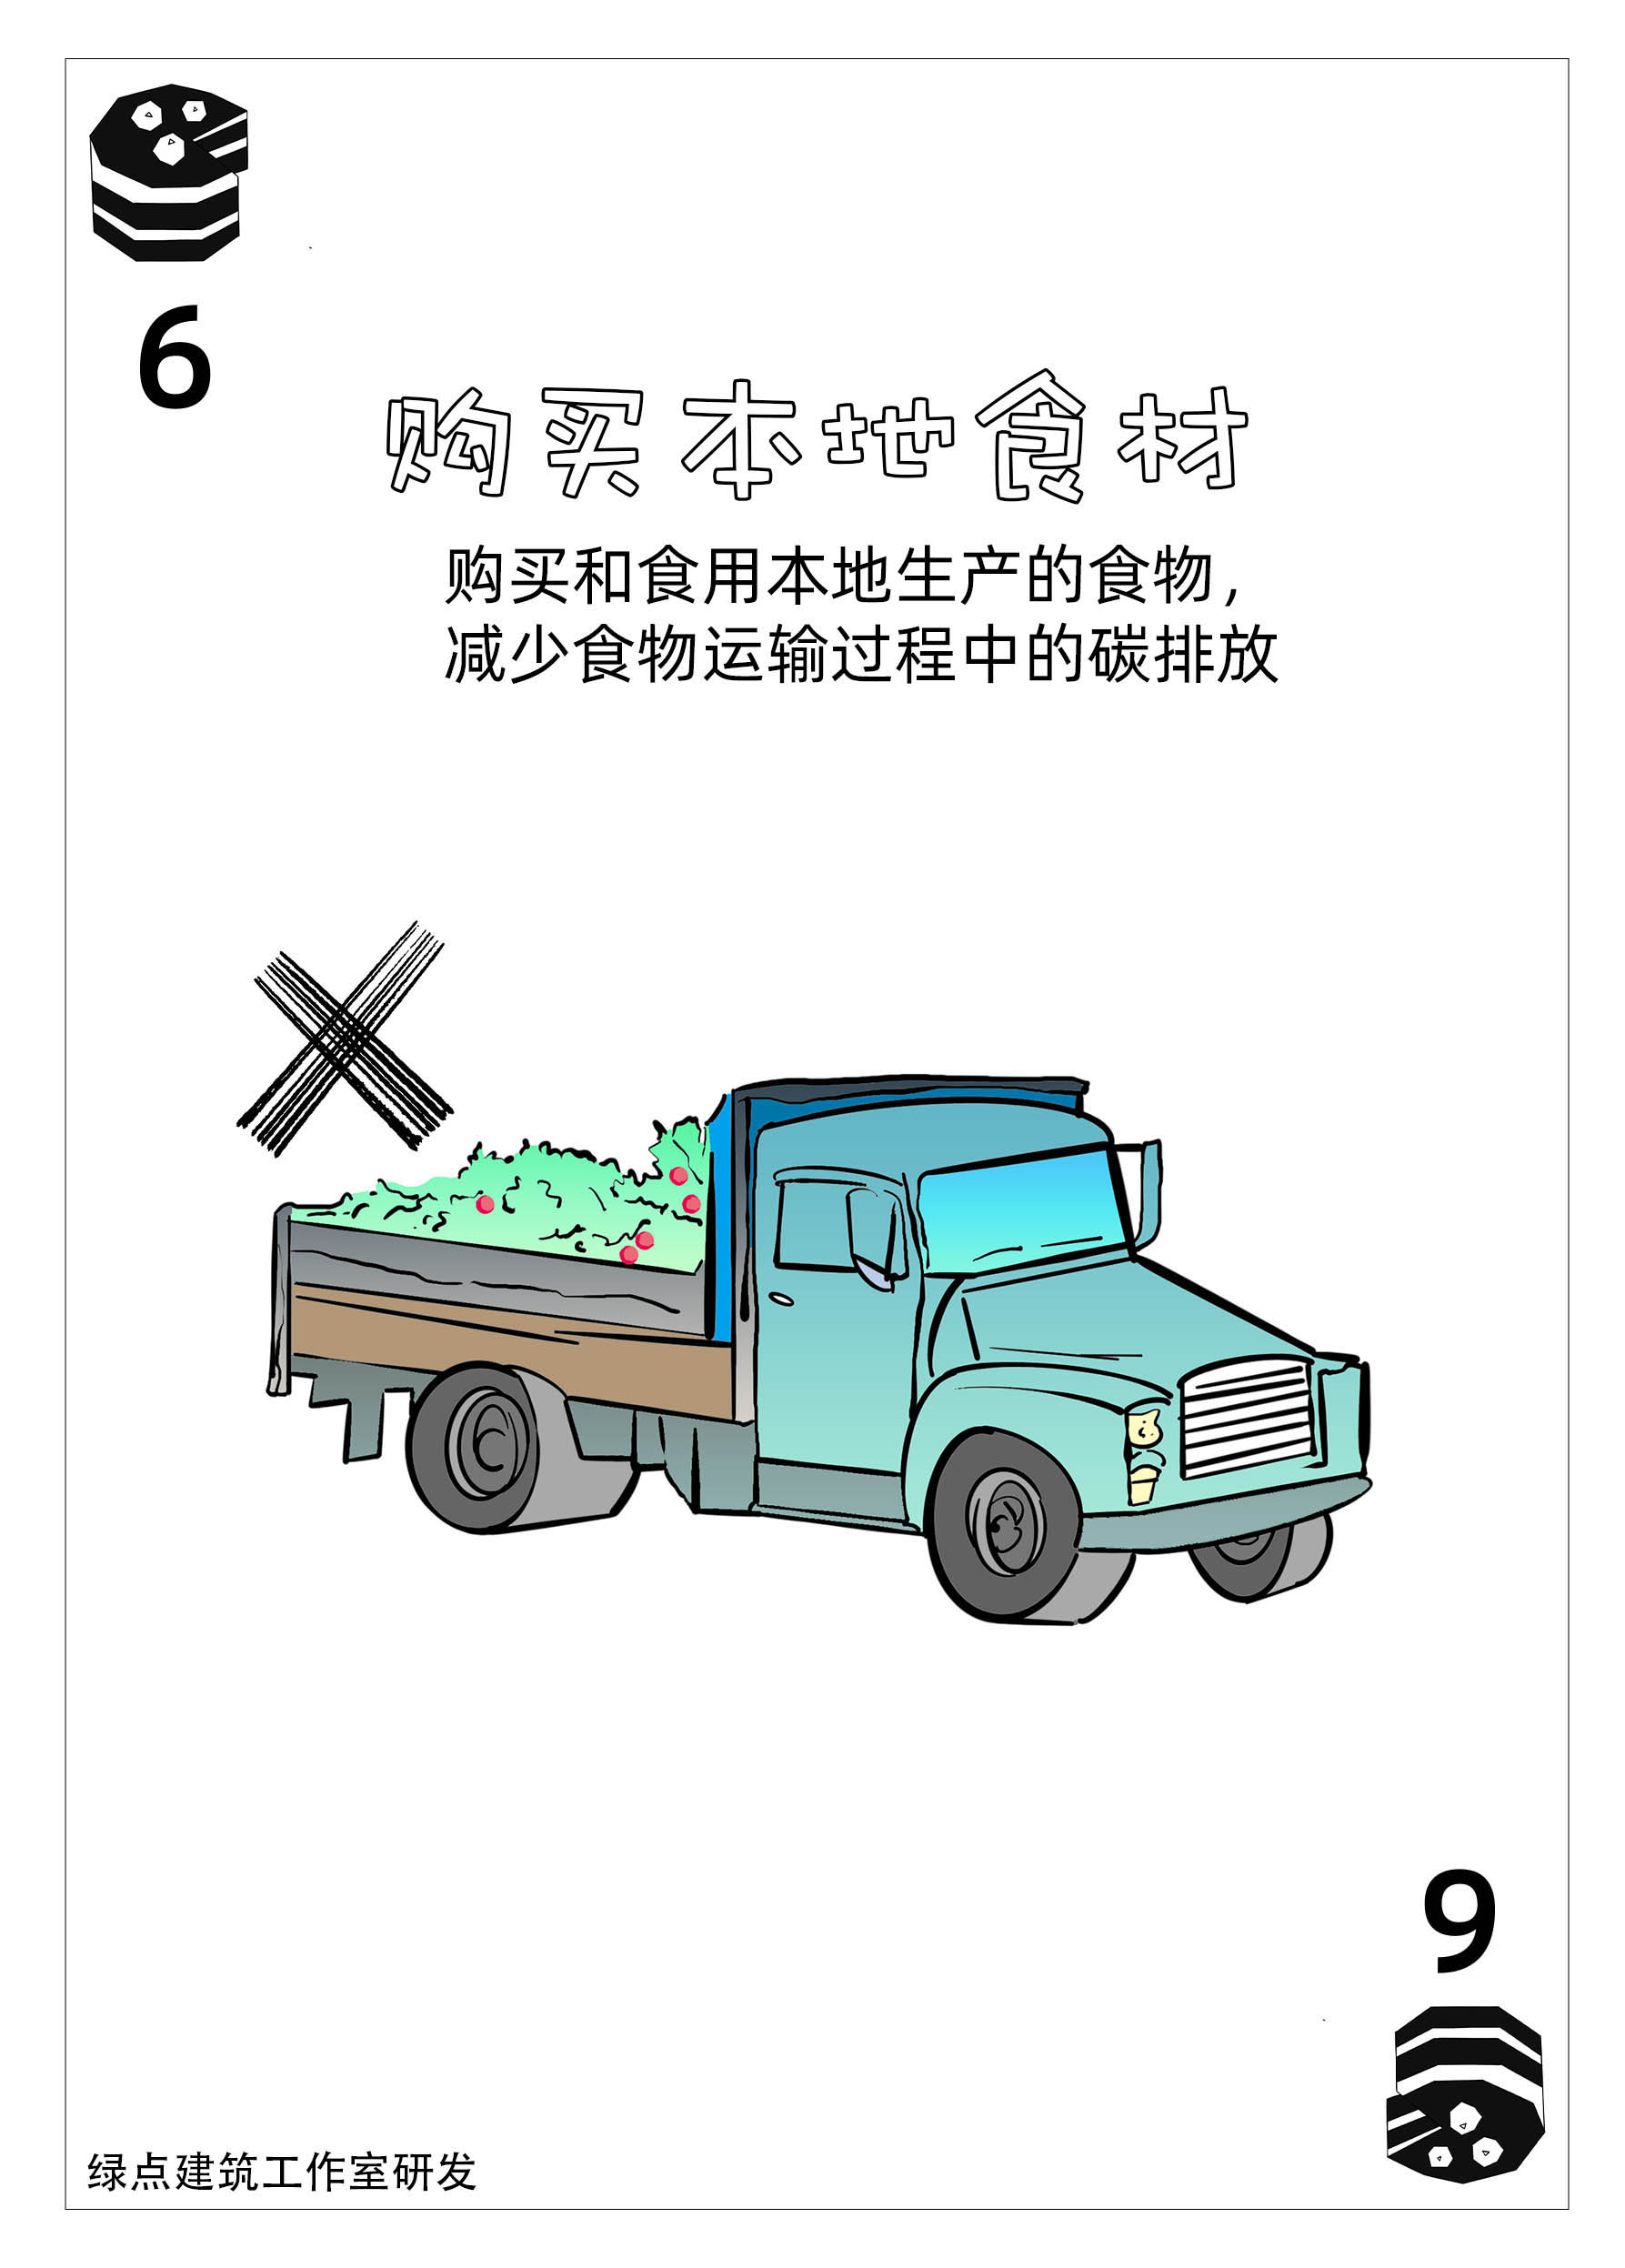 6
购买本地食材
购买和食用本地生产的食物，
减少食物运输过程中的碳排放
6
绿点建筑工作室研发